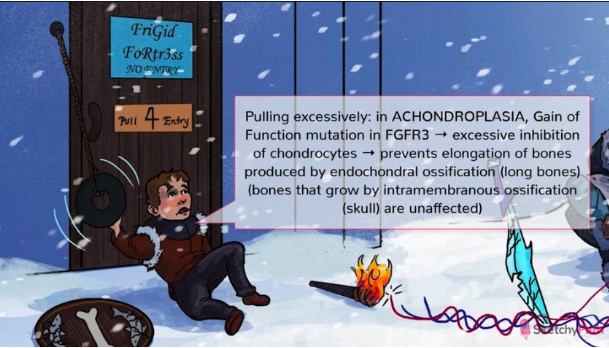 FriGid
FoRtr3ss
NO ENTRY
Pull 4 Entry
Pulling excessively: in ACHONDROPLASIA, Gain of
Function mutation in FGFR3 → excessive inhibition
of chondrocytes → prevents elongation of bones
produced by endochondral ossification (long bones)
(bones that grow by intramembranous ossification
(skull) are unaffected)